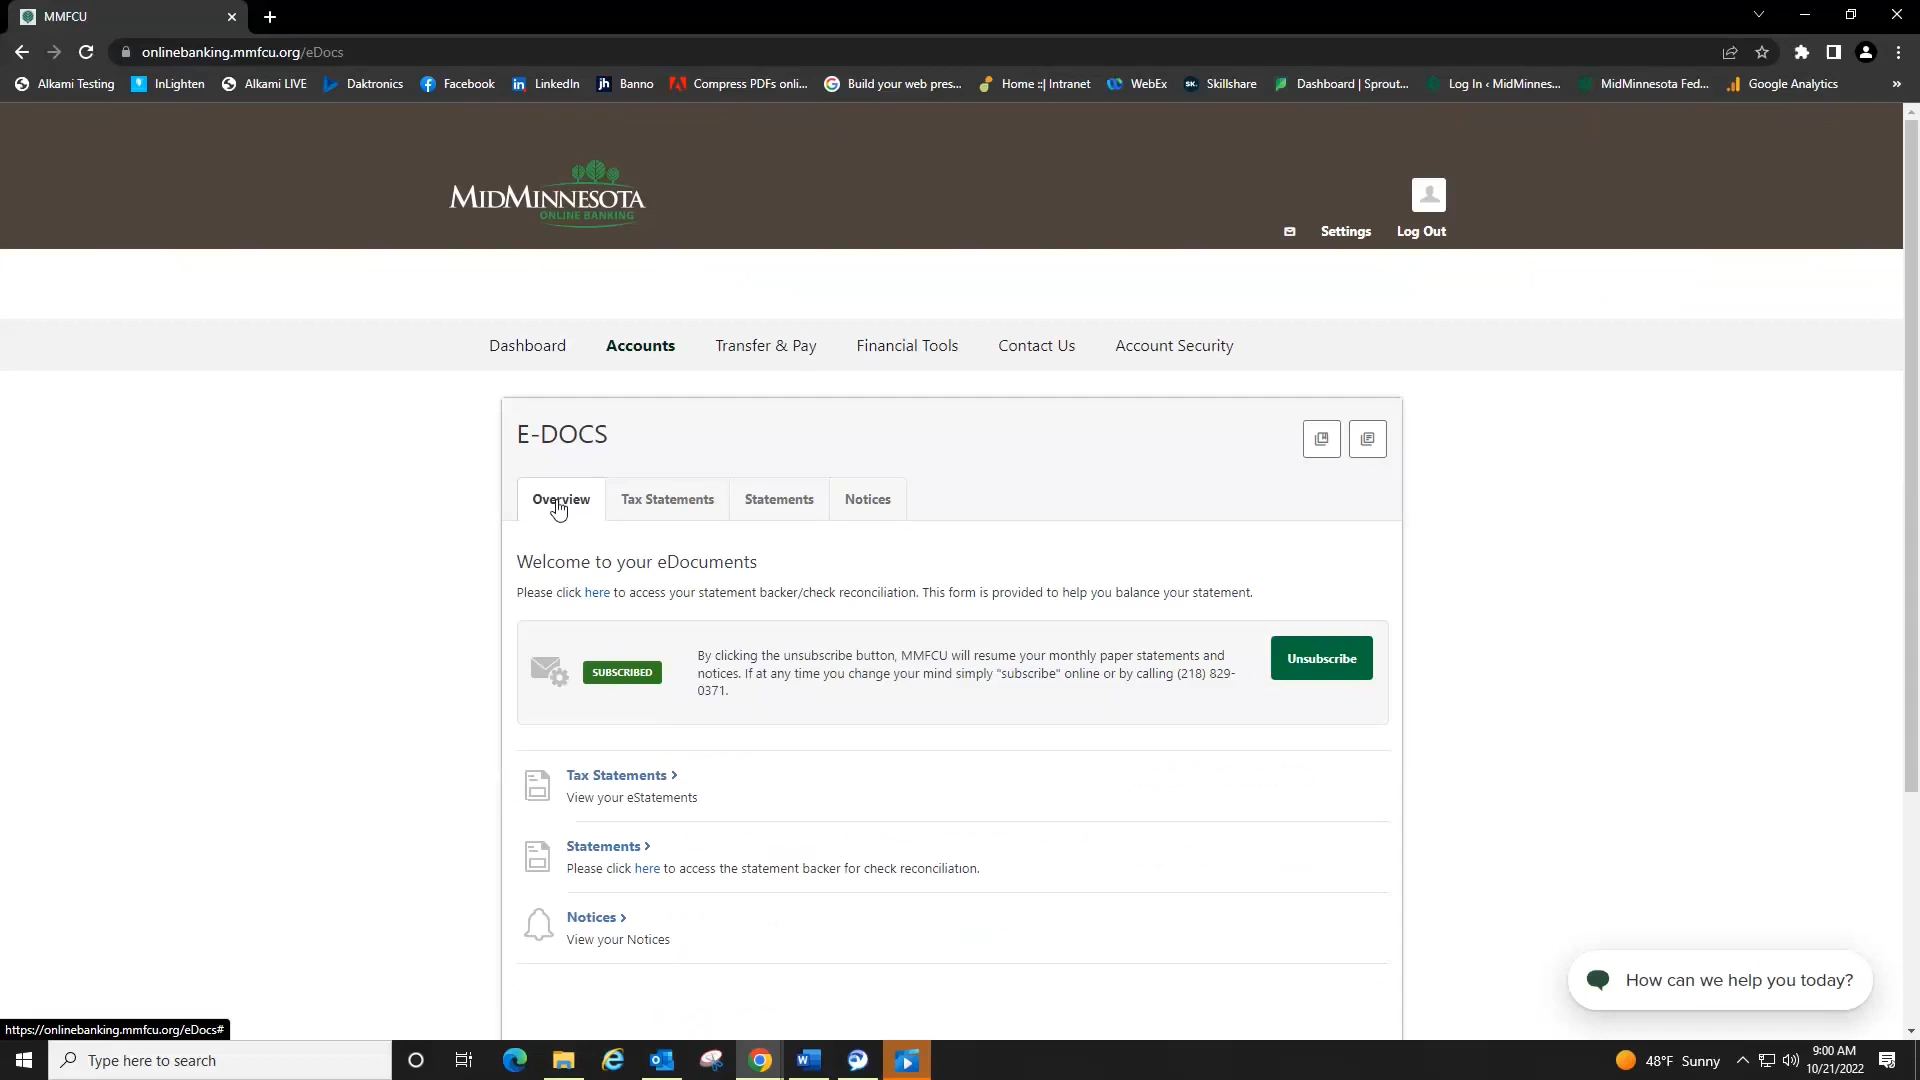 MMFCU
onlinebanking.mmfcu.org/eDocs
Alkami Testing InLighten Alkami LIVE Daktronics Facebook LinkedIn jh Banno Compress PDFs onli... Build your web pres... Home ::| Intranet WebEx SK. Skillshare Dashboard | Sprout... Log In ‹ MidMinnes... MidMinnesota Fed... Google Analytics »
MIDMINNESOTA
ONLINE BANKING
Settings Log Out
Dashboard Accounts Transfer & Pay Financial Tools Contact Us Account Security
E-DOCS
Overview Tax Statements Statements Notices
Welcome to your eDocuments
Please click here to access your statement backer/check reconciliation. This form is provided to help you balance your statement.
By clicking the unsubscribe button, MMFCU will resume your monthly paper statements and
SUBSCRIBED notices. If at any time you change your mind simply "subscribe" online or by calling (218) 829- Unsubscribe
0371.
Tax Statements >
View your eStatements
Statements >
Please click here to access the statement backer for check reconciliation.
Notices >
View your Notices
How can we help you today?
https://onlinebanking.mmfcu.org/eDocs#
Type here to search
48°F Sunny
9:00 AM
10/21/2022